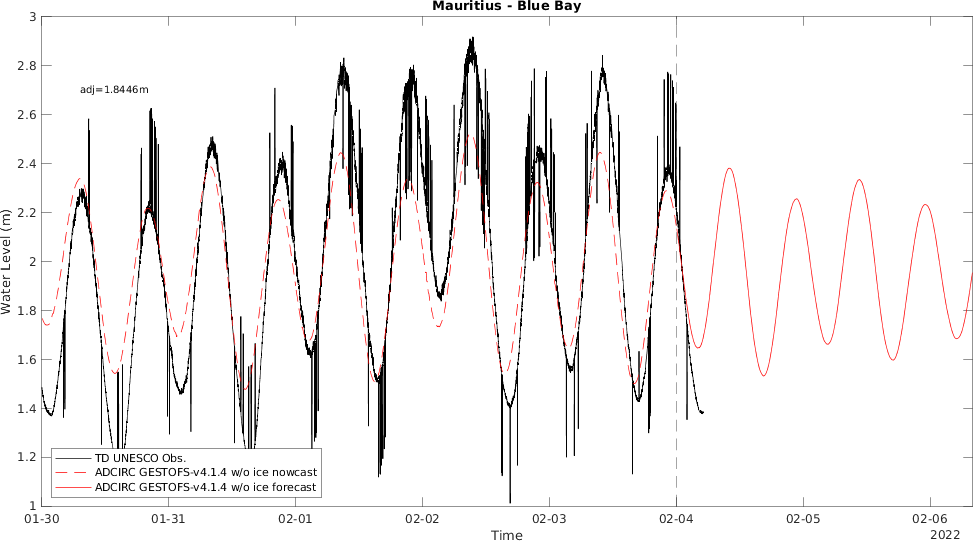 Mauritius - Blue Bay
3
2.8
2.6
2.4
2.2
2
1.8
1.6
1.4
1.2
1
Water Level (m)
adj=1.8446m
TD UNESCO Obs.
ADCIRC GESTOFS-v4.1.4 w/o ice nowcast
ADCIRC GESTOFS-v4.1.4 w/o ice forecast
01-30 01-31 02-01 02-02 02-03 02-04 02-05 02-06
Time
2022